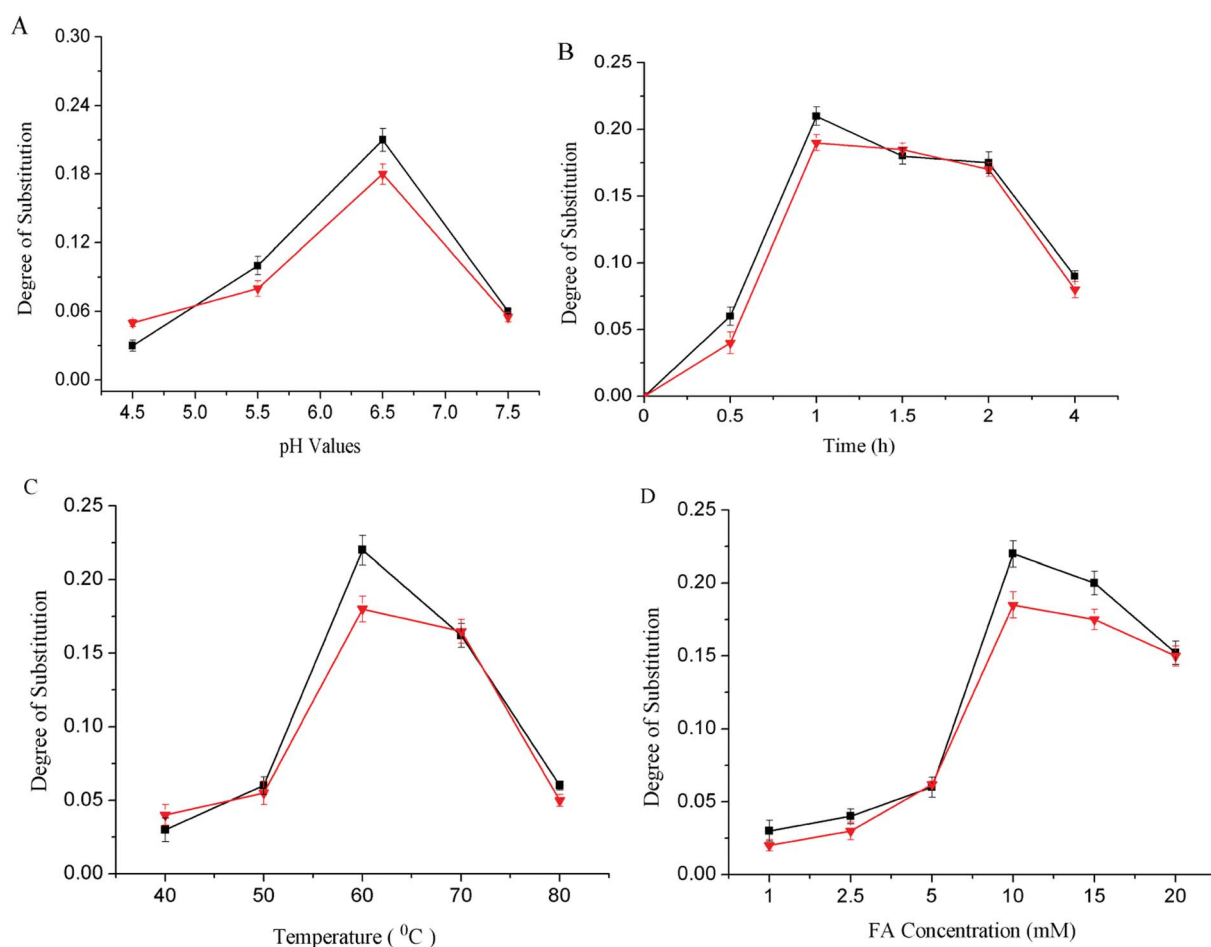 A
0.30
0.24
0.18
0.12
0.06
0.00
Degree of Substitution
4.5 5.0 5.5 6.0 6.5 7.0 7.5
pH Values
B
0.25
0.20
0.15
0.10
0.05
0.00
Degree of Substitution
0 0.5 1 1.5 2 4
Time (h)
C
0.25
0.20
0.15
0.10
0.05
0.00
Degree of Substitution
40 50 60 70 80
Temperature ( ⁰C )
D
0.25
0.20
0.15
0.10
0.05
0.00
Degree of Substitution
1 2.5 5 10 15 20
FA Concentration (mM)